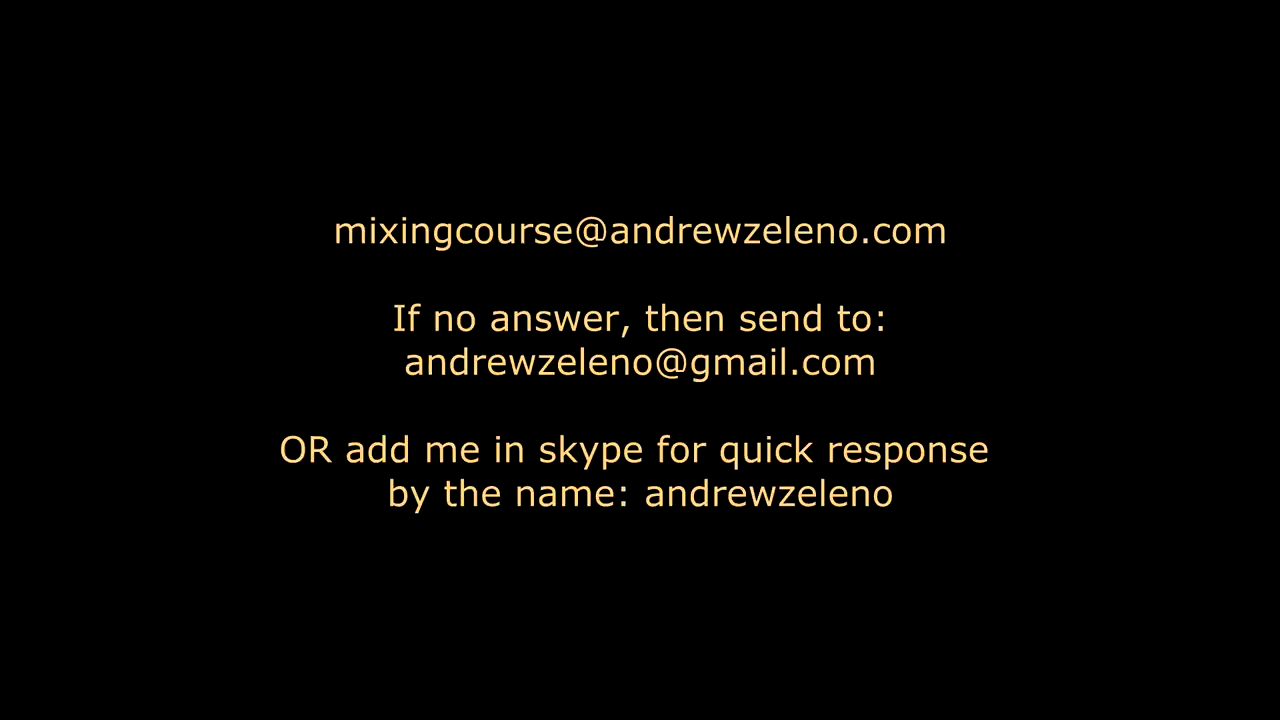 mixingcourse@andrewzeleno.com
If no answer, then send to:
andrewzeleno@gmail.com
OR add me in skype for quick response
by the name: andrewzeleno